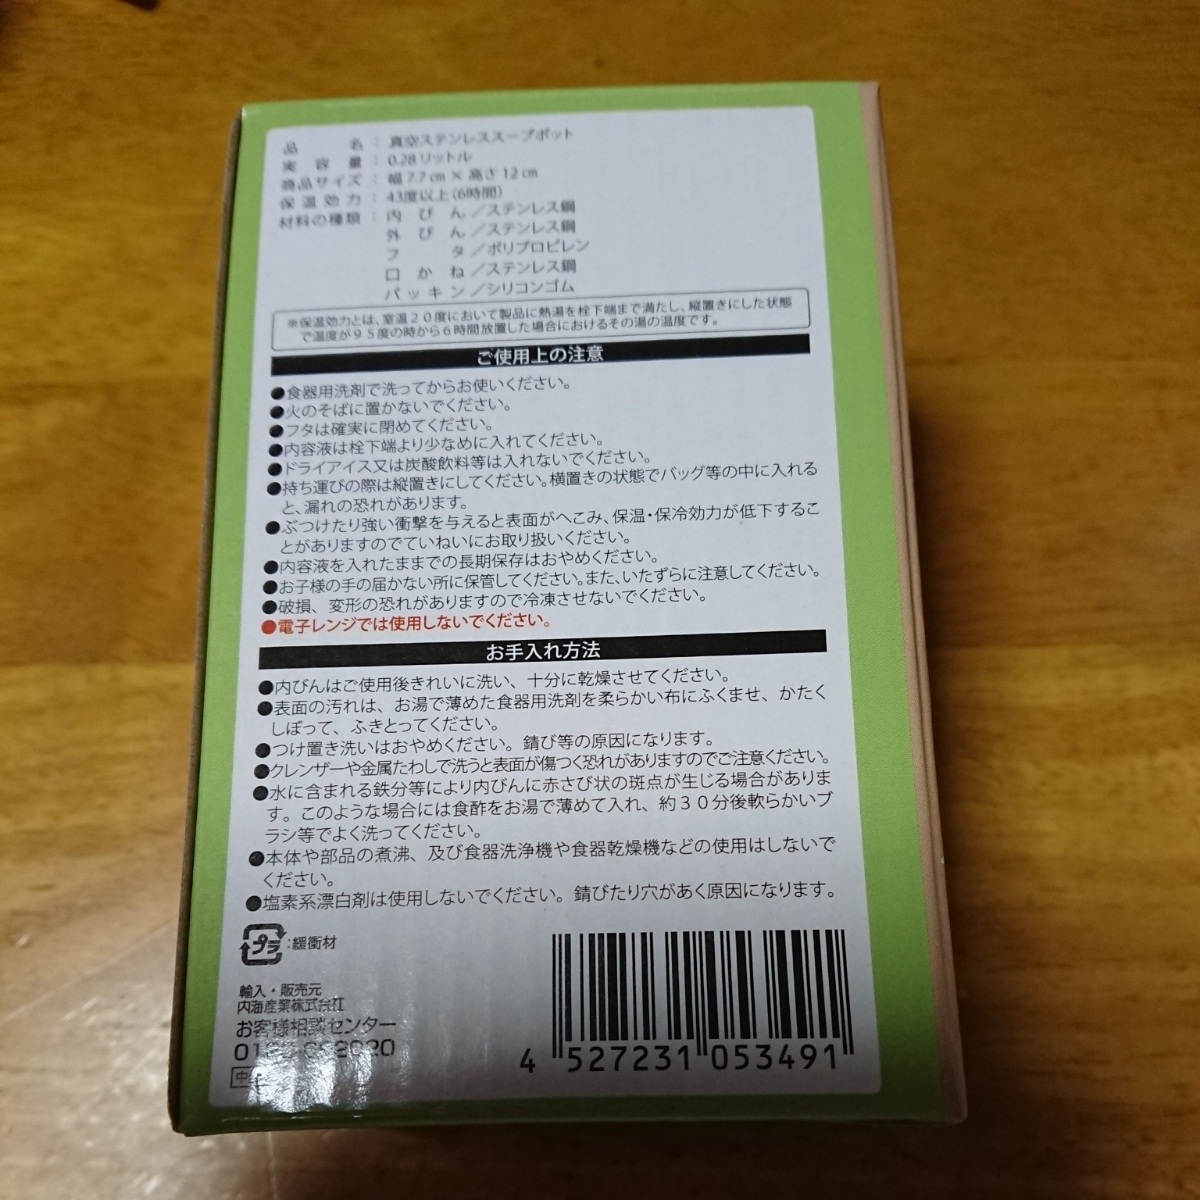 品名：真空ステンレススープポット
実容量：0.28リットル
商品サイズ：幅7.7㎝×高さ12㎝
保温効力：43度以上(6時間)
材料の種類：内びん／ステンレス鋼
外びん／ステンレス鋼
フタ／ポリプロピレン
口かね／ステンレス鋼
パッキン／シリコンゴム
※保温効力とは、室温２０度において製品に熱湯を栓下端まで満たし、縦置きにした状態
で温度が９５度の時から６時間放置した場合におけるその湯の温度です。
ご使用上の注意
●食器用洗剤で洗ってからお使いください。
●火のそばに置かないでください。
●フタは確実に閉めてください。
●内容液は栓下端より少なめに入れてください。
●ドライアイス又は炭酸飲料等は入れないでください。
●持ち運びの際は縦置きにしてください。横置きの状態でバッグ等の中に入れる
と、漏れの恐れがあります。
●ぶつけたり強い衝撃を与えると表面がへこみ、保温・保冷効力が低下するこ
とがありますのでていねいにお取り扱いください。
●内容液を入れたままでの長期保存はおやめください。
●お子様の手の届かない所に保管してください。また、いたずらに注意してください。
●破損、変形の恐れがありますので冷凍させないでください。
●電子レンジでは使用しないでください。
お手入れ方法
●内びんはご使用後きれいに洗い、十分に乾燥させてください。
●表面の汚れは、お湯で薄めた食器用洗剤を柔らかい布にふくませ、かたく
しぼって、ふきとってください。
●つけ置き洗いはおやめください。錆び等の原因になります。
●クレンザーや金属たわしで洗うと表面が傷つく恐れがありますのでご注意ください。
●水に含まれる鉄分等により内びんに赤さび状の斑点が生じる場合がありま
す。このような場合には食酢をお湯で薄めて入れ、約３０分後軟らかいブ
ラシ等でよく洗ってください。
●本体や部品の煮沸、及び食器洗浄機や食器乾燥機などの使用はしないで
ください。
●塩素系漂白剤は使用しないでください。錆びたり穴があく原因になります。
プラ：緩衝材
輸入・販売元
内海産業株式会社
お客様相談センター
4 527231 053491